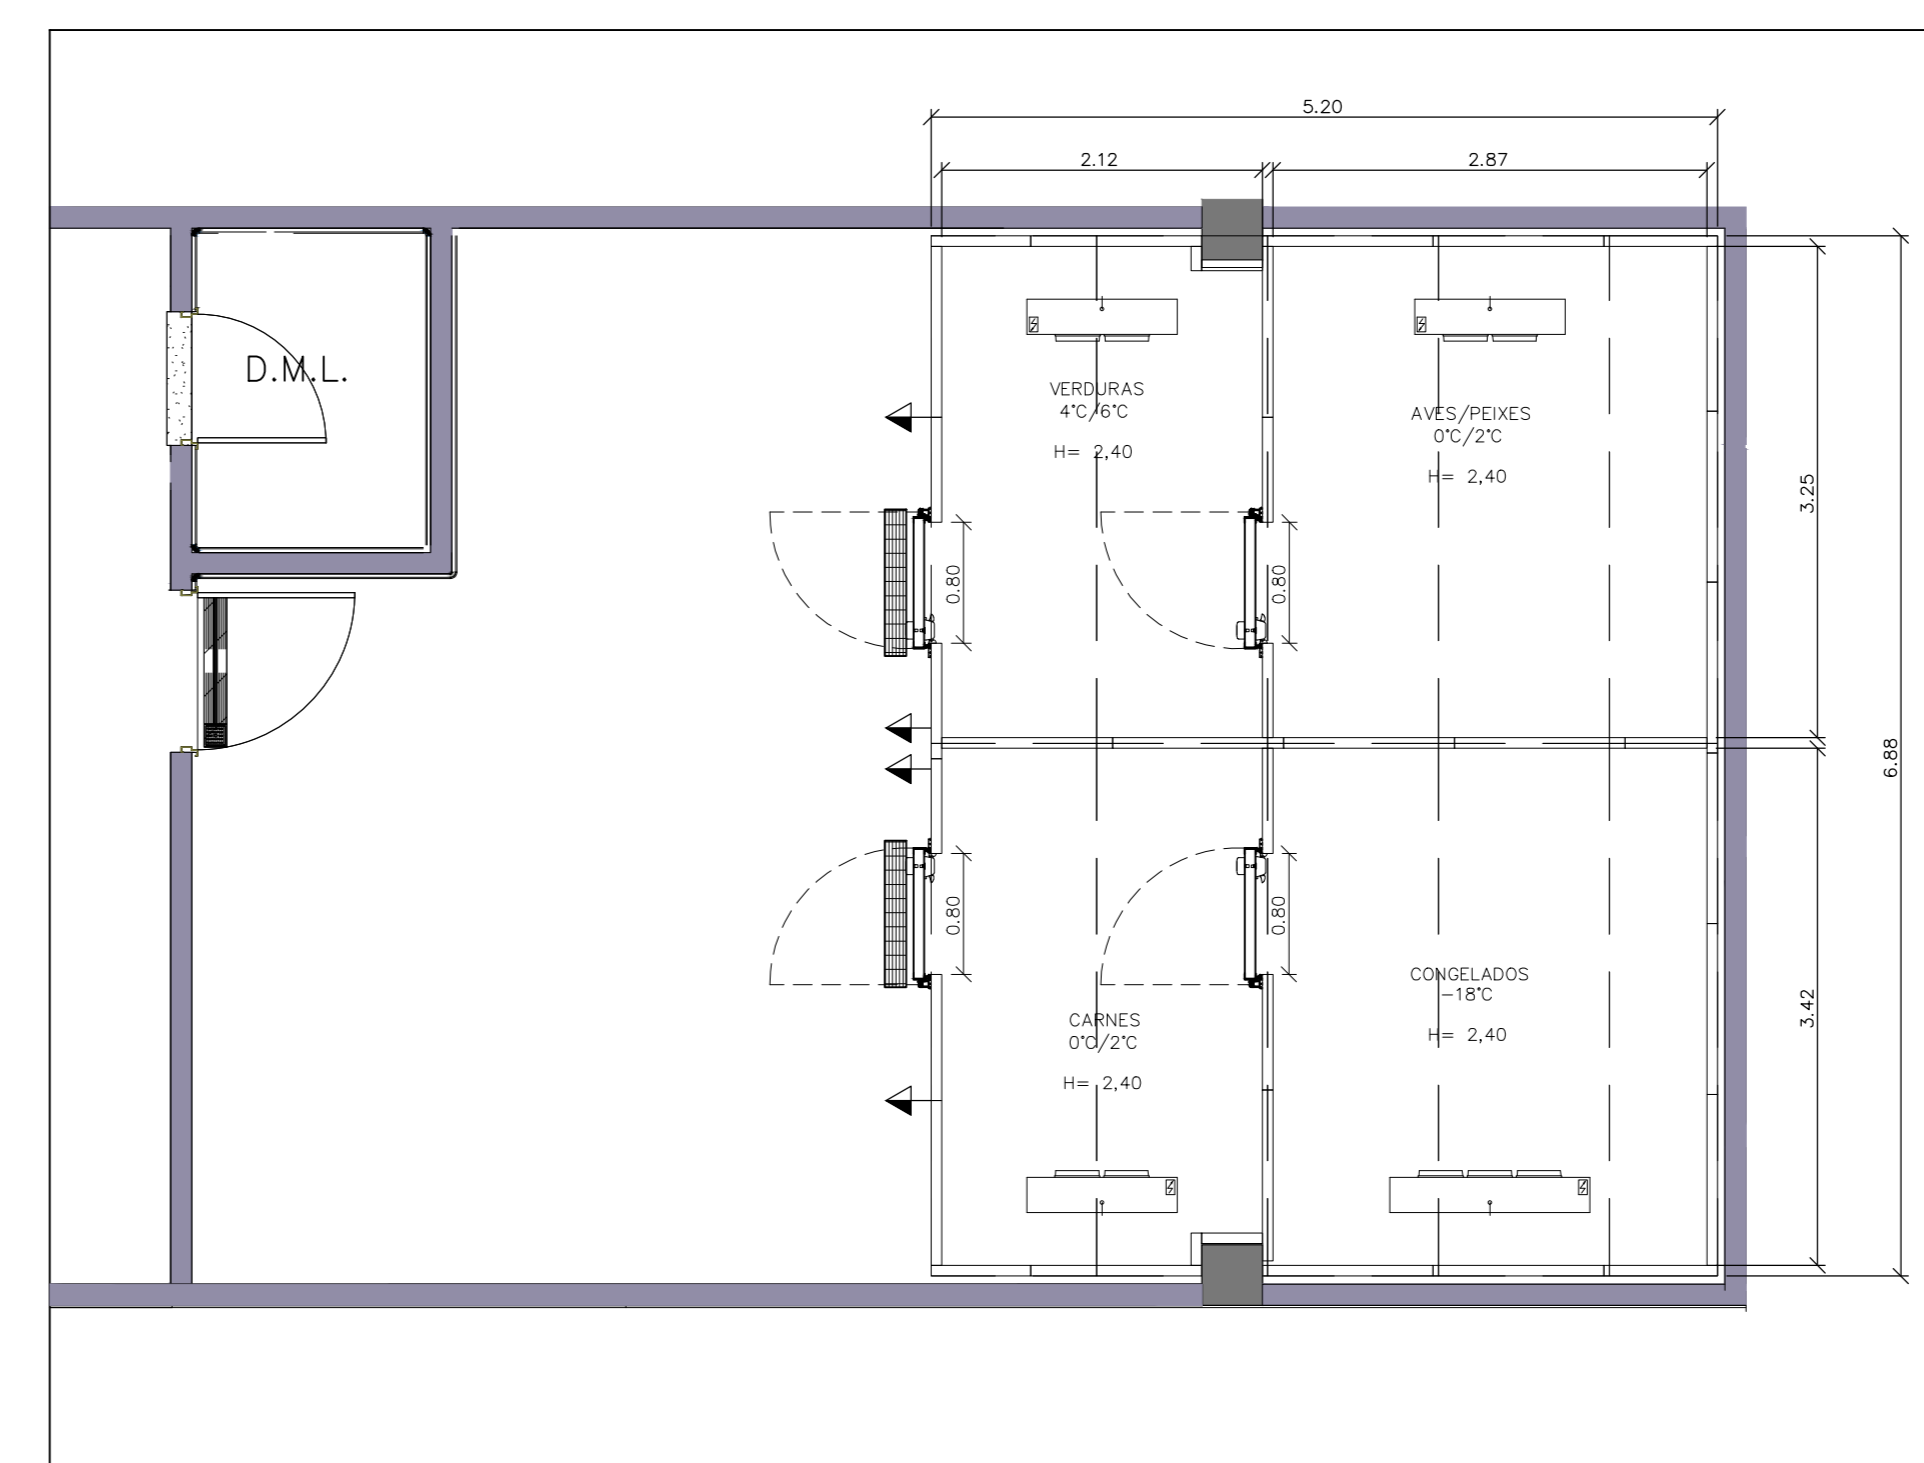 5.20
2.12
2.87
D.M.L.
VERDURAS
4°C/6°C
H= 2,40
AVES/PEIXES
0°C/2°C
H= 2,40
3.25
0.80
0.80
6.88
0.80
0.80
CONGELADOS
-18°C
H= 2,40
3.42
CARNES
0°C/2°C
H= 2,40